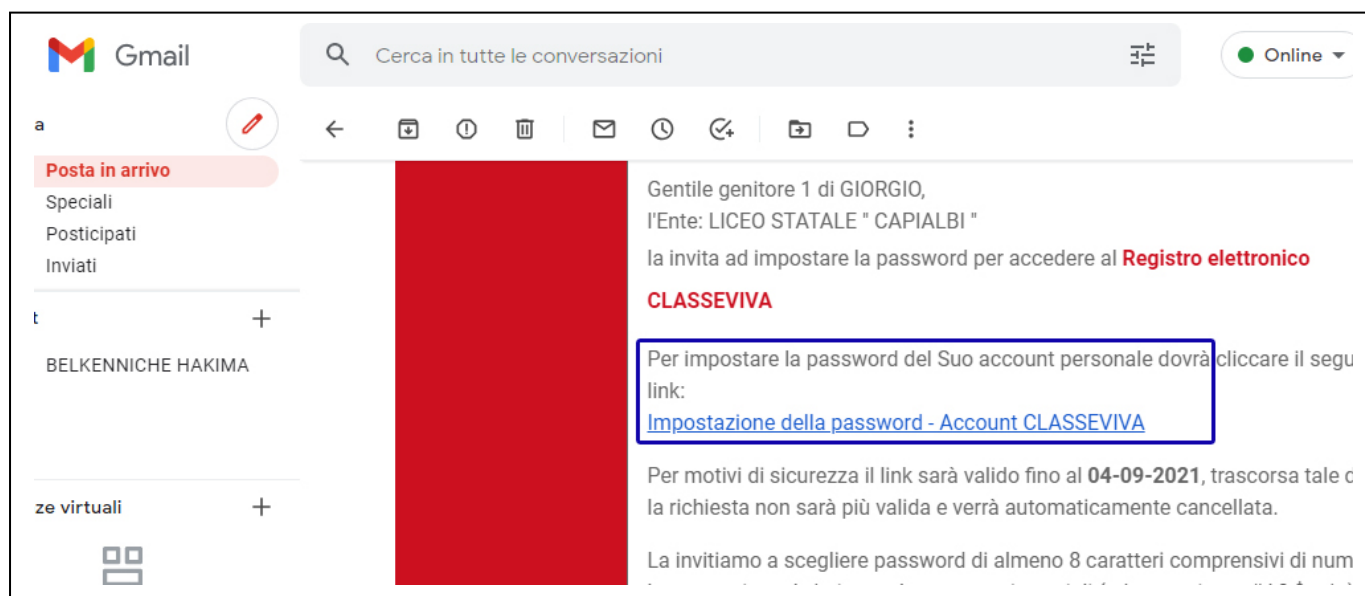 Gmail
Cerca in tutte le conversazioni
Online
a
Posta in arrivo
Speciali
Posticipati
Inviati
t
BELKENNICHE HAKIMA
ze virtuali
Gentile genitore 1 di GIORGIO,
l'Ente: LICEO STATALE " CAPIALBI "
la invita ad impostare la password per accedere al Registro elettronico
CLASSEVIVA
Per impostare la password del Suo account personale dovrà cliccare il segu
link:
Impostazione della password - Account CLASSEVIVA
Per motivi di sicurezza il link sarà valido fino al 04-09-2021, trascorsa tale d
la richiesta non sarà più valida e verrà automaticamente cancellata.
La invitiamo a scegliere password di almeno 8 caratteri comprensivi di num